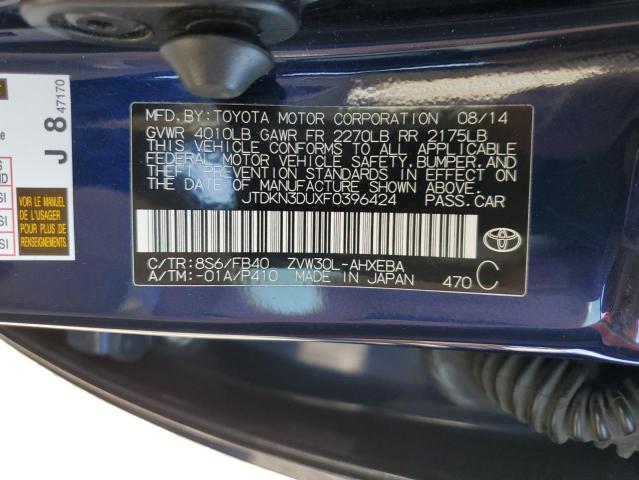 MFD.BY:TOYOTA MOTOR CORPORATION 08/14
GVWR 4010LB GAWR FR 2270LB RR 2175LB
THIS VEHICLE CONFORMS TO ALL APPLICABLE
FEDERAL MOTOR VEHICLE SAFETY,BUMPER,AND
THEFT PREVENTION STANDARDS IN EFFECT ON
THE DATE OF MANUFACTURE SHOWN ABOVE.
JTDKN3DUXF0396424 PASS.CAR
C/TR:8S6/FB40 ZVW30L-AHXEBA
A/TM:-01A/P410 MADE IN JAPAN 470 C
J 8 47170
VOIR LE MANUEL
DE L'USAGER
POUR PLUS DE
RENSEIGNEMENTS